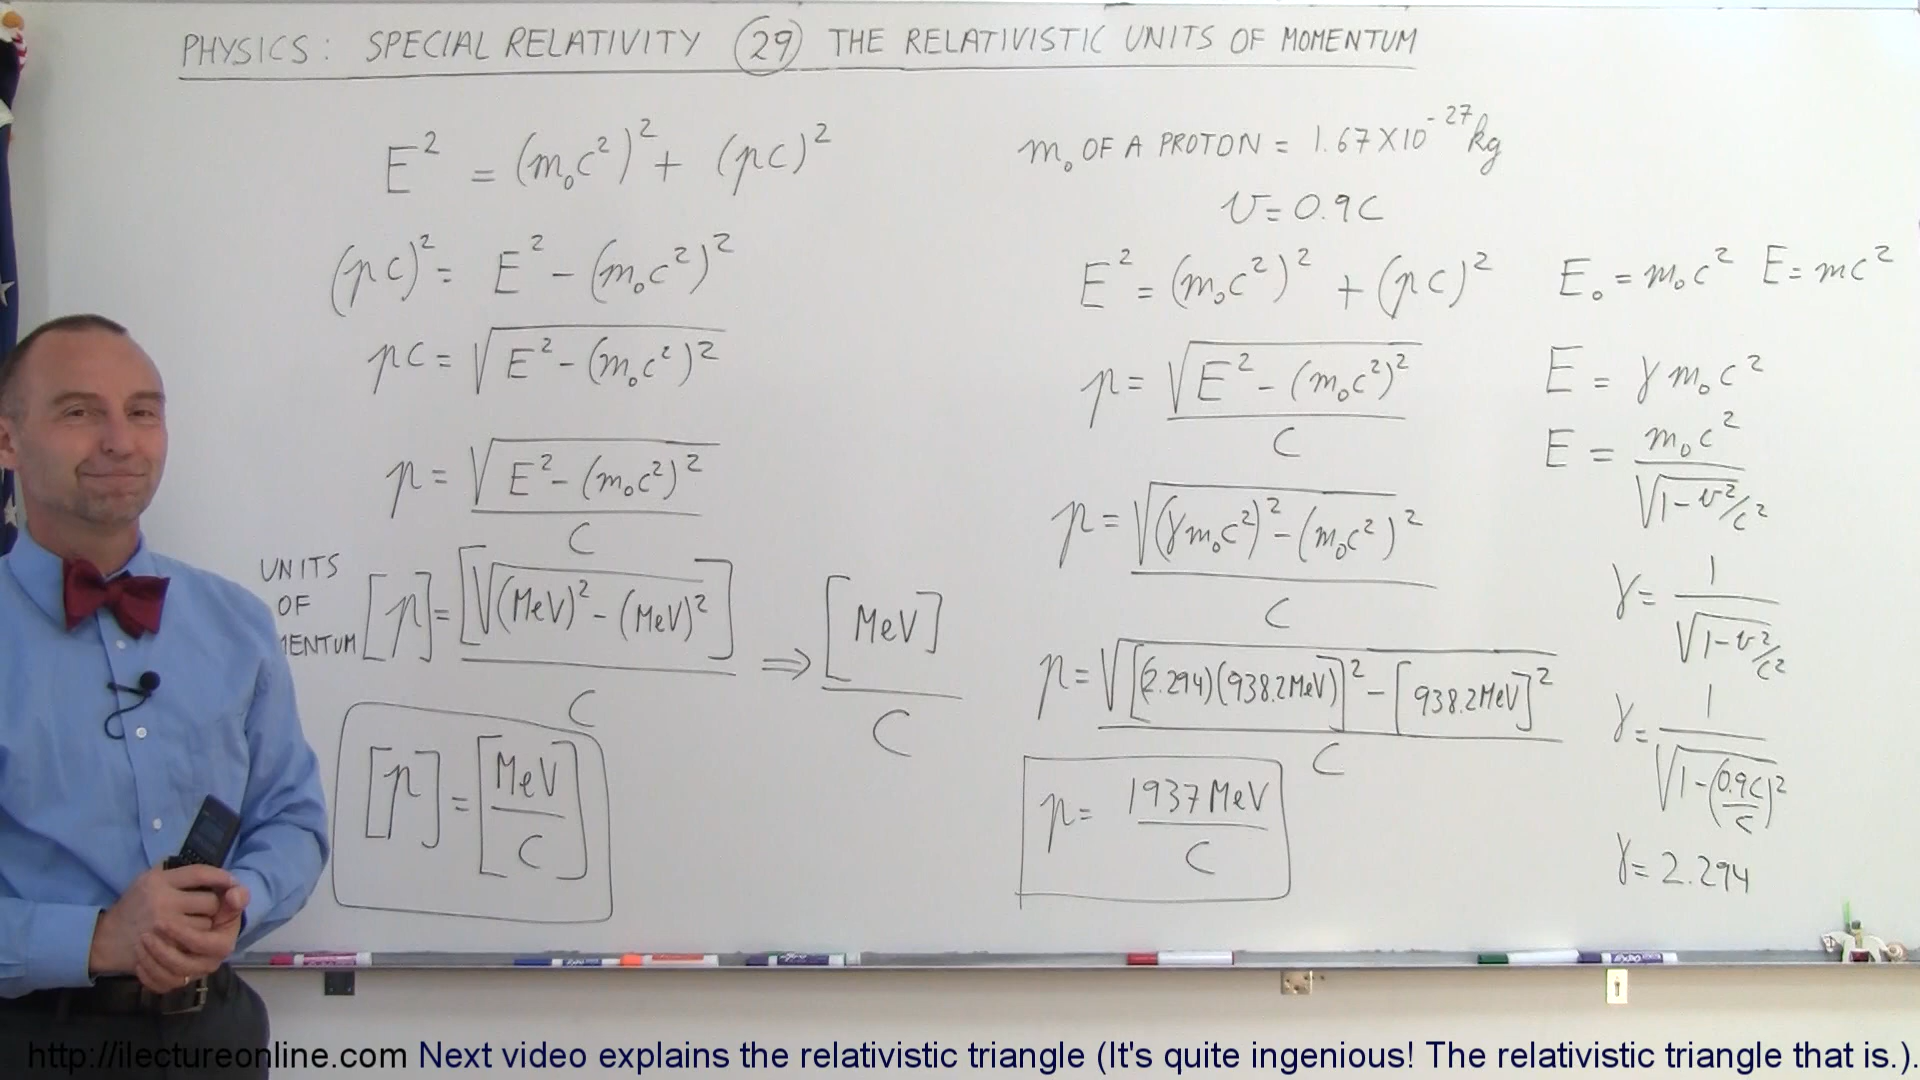 PHYSICS: SPECIAL RELATIVITY (29) THE RELATIVISTIC UNITS OF MOMENTUM
E² = (m₀c²)² + (pc)²
(pc)² = E² - (m₀c²)²
pc = √(E² - (m₀c²)²)
p = √(E² - (m₀c²)²) / C
UNITS
OF
MENTUM
[p] = [√((MeV)² - (MeV)²)] / C ⇒ [MeV] / C
[p] = [MeV / C]
m₀ OF A PROTON = 1.67 X 10⁻²⁷ kg
v = 0.9C
E² = (m₀c²)² + (pc)²
p = √(E² - (m₀c²)²) / C
p = √((γm₀c²)² - (m₀c²)²) / C
p = √([(2.294)(938.2MeV)]² - [938.2MeV]²) / C
p = 1937 MeV / C
E₀ = m₀c² E = mc²
E = γm₀c²
E = m₀c² / √(1 - v²/c²)
γ = 1 / √(1 - v²/c²)
γ = 1 / √(1 - (0.9C/C)²)
γ = 2.294
http://ilectureonline.com Next video explains the relativistic triangle (It's quite ingenious! The relativistic triangle that is.).